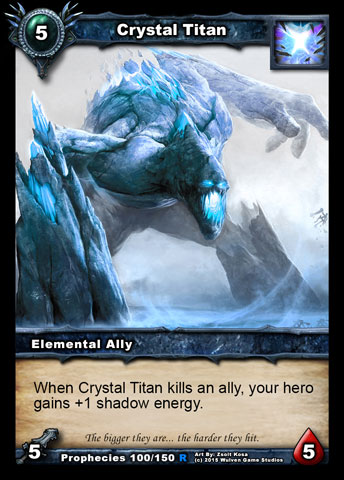 5
Crystal Titan
Elemental Ally
When Crystal Titan kills an ally, your hero
gains +1 shadow energy.
The bigger they are... the harder they hit.
5
Prophecies 100/150 R
Art By: Zsolt Kosa
(c) 2015 Wulven Game Studios
5